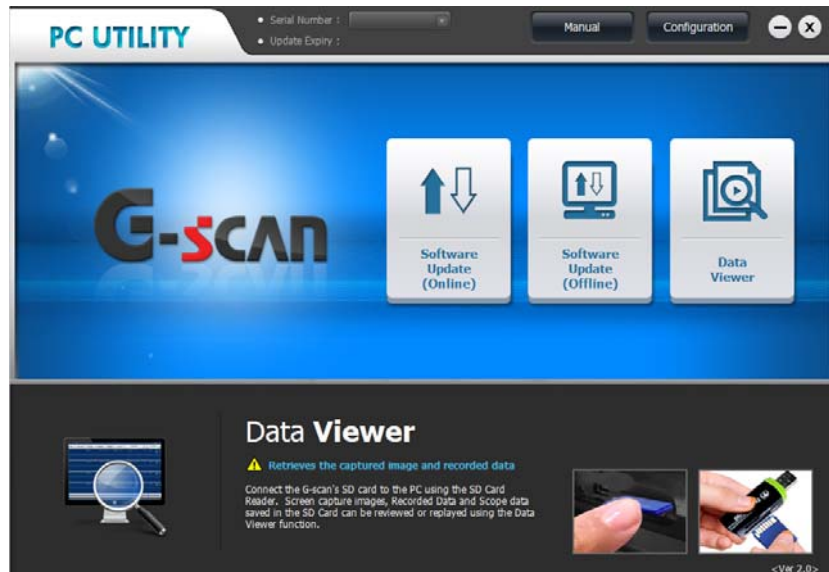 PC UTILITY
• Serial Number :
• Update Expiry :
Manual
Configuration
G-scan
Software
Update
(Online)
Software
Update
(Offline)
Data
Viewer
Data Viewer
Retrieves the captured image and recorded data
Connect the G-scan's SD card to the PC using the SD Card
Reader. Screen capture images, Recorded Data and Scope data
saved in the SD Card can be reviewed or replayed using the Data
Viewer function.
<Ver 2.0>